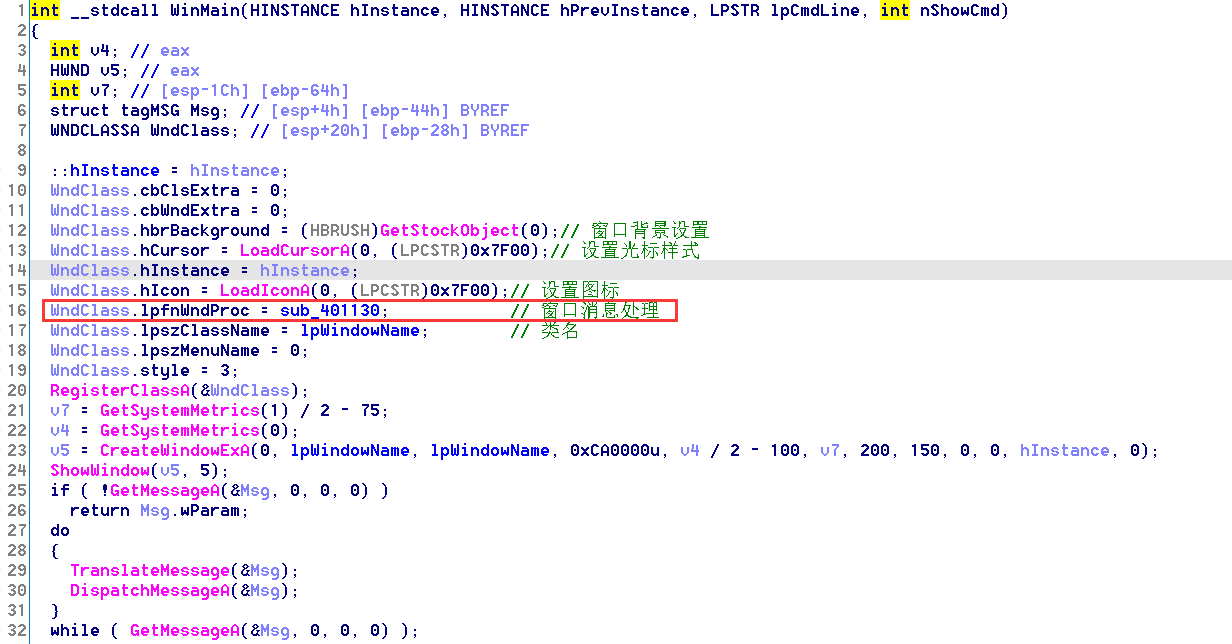 1 int __stdcall WinMain(HINSTANCE hInstance, HINSTANCE hPrevInstance, LPSTR lpCmdLine, int nShowCmd)
2 {
3   int v4; // eax
4   HWND v5; // eax
5   int v7; // [esp-1Ch] [ebp-64h]
6   struct tagMSG Msg; // [esp+4h] [ebp-44h] BYREF
7   WNDCLASSA WndClass; // [esp+20h] [ebp-28h] BYREF
8
9   ::hInstance = hInstance;
10   WndClass.cbClsExtra = 0;
11   WndClass.cbWndExtra = 0;
12   WndClass.hbrBackground = (HBRUSH)GetStockObject(0);// 窗口背景设置
13   WndClass.hCursor = LoadCursorA(0, (LPCSTR)0x7F00);// 设置光标样式
14   WndClass.hInstance = hInstance;
15   WndClass.hIcon = LoadIconA(0, (LPCSTR)0x7F00);// 设置图标
16   WndClass.lpfnWndProc = sub_401130;            // 窗口消息处理
17   WndClass.lpszClassName = lpWindowName;        // 类名
18   WndClass.lpszMenuName = 0;
19   WndClass.style = 3;
20   RegisterClassA(&WndClass);
21   v7 = GetSystemMetrics(1) / 2 - 75;
22   v4 = GetSystemMetrics(0);
23   v5 = CreateWindowExA(0, lpWindowName, lpWindowName, 0xCA0000u, v4 / 2 - 100, v7, 200, 150, 0, 0, hInstance, 0);
24   ShowWindow(v5, 5);
25   if ( !GetMessageA(&Msg, 0, 0, 0) )
26     return Msg.wParam;
27   do
28   {
29     TranslateMessage(&Msg);
30     DispatchMessageA(&Msg);
31   }
32   while ( GetMessageA(&Msg, 0, 0, 0) );